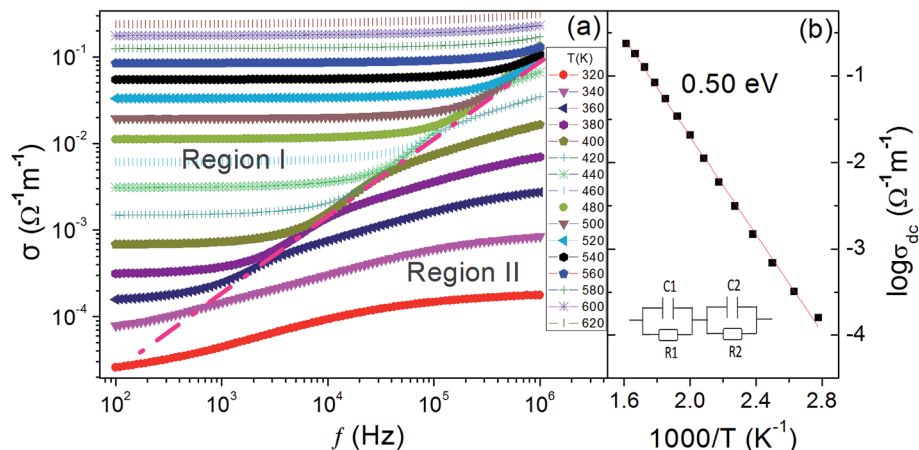 (a)
(b)
10⁻¹
10⁻²
10⁻³
10⁻⁴
σ (Ω⁻¹m⁻¹)
Region I
Region II
T(K)
320
340
360
380
400
420
440
460
480
500
520
540
560
580
600
620
10²
10³
10⁴
10⁵
10⁶
f (Hz)
0.50 eV
C1 C2
R1 R2
-1
-2
-3
-4
logσdc (Ω⁻¹m⁻¹)
1.6 2.0 2.4 2.8
1000/T (K⁻¹)